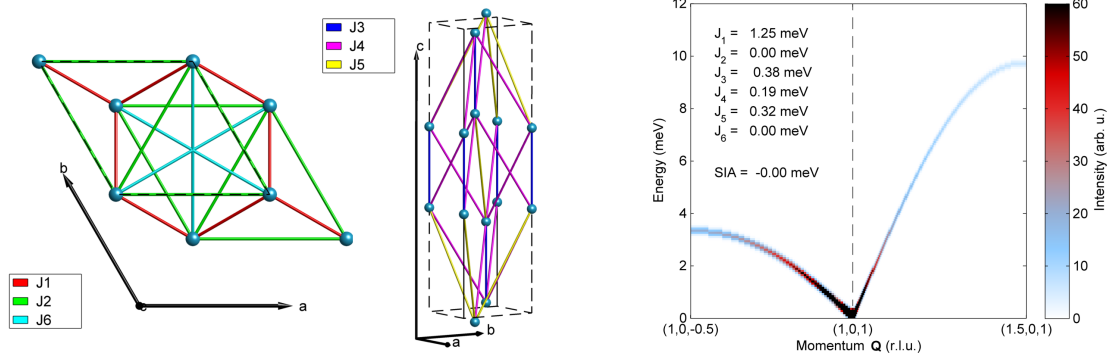 b
a
c
J1
J2
J6
J3
J4
J5
c
b
a
12
10
8
6
4
2
0
Energy (meV)
J1 = 1.25 meV
J2 = 0.00 meV
J3 = 0.38 meV
J4 = 0.19 meV
J5 = 0.32 meV
J6 = 0.00 meV
SIA = -0.00 meV
(1,0,-0.5)
(1,0,1)
(1.5,0,1)
Momentum Q (r.l.u.)
60
50
40
30
20
10
0
Intensity (arb. u.)